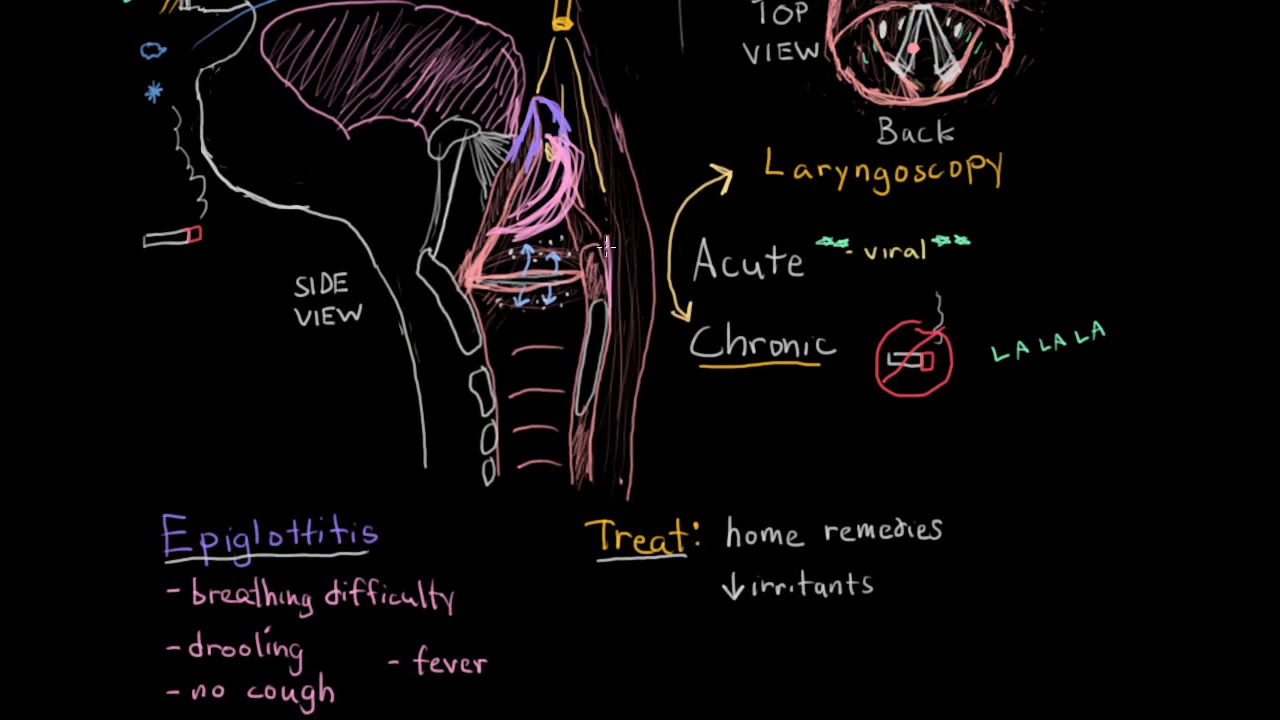 TOP
VIEW
Back
Laryngoscopy
Acute - viral
SIDE
VIEW
Chronic
LA LA LA
Epiglottitis
- breathing difficulty
- drooling
- fever
- no cough
Treat: home remedies
↓ irritants